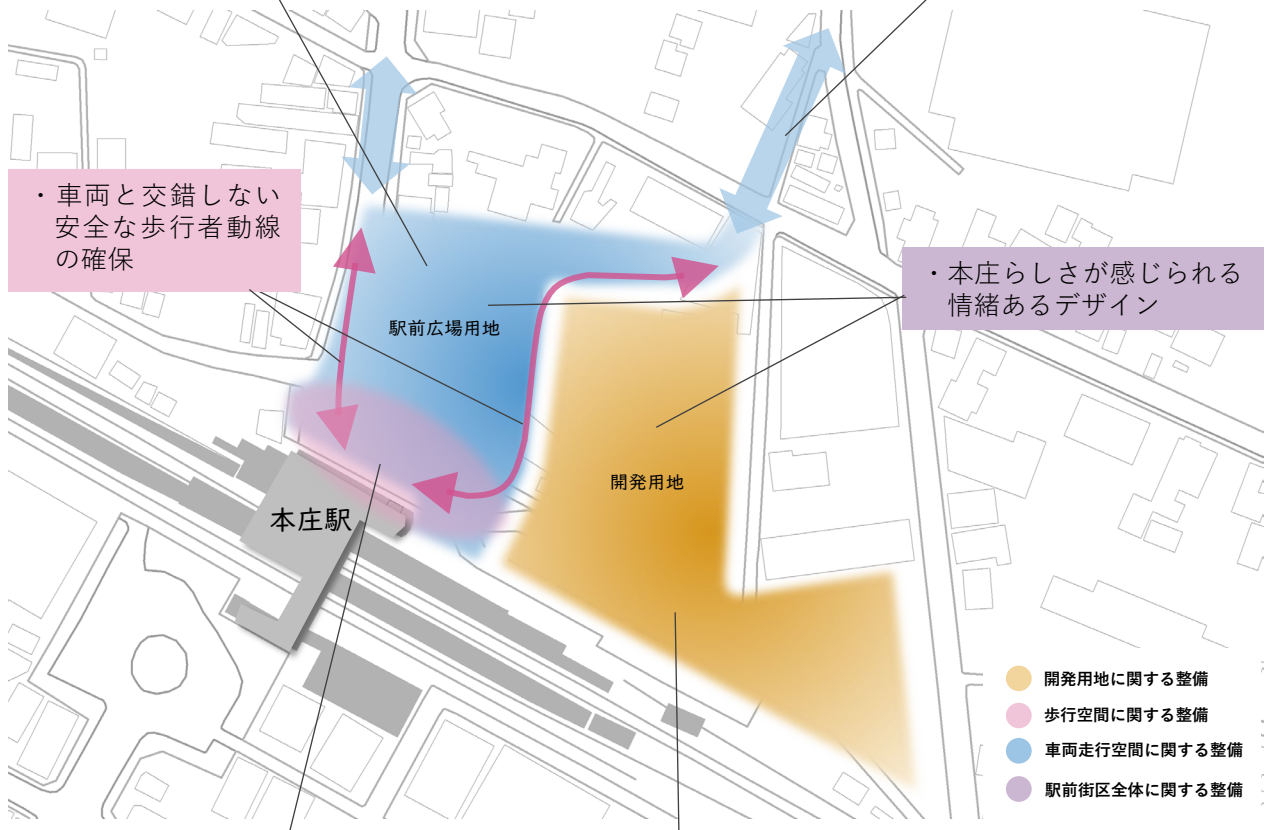 ・車両と交錯しない
安全な歩行者動線
の確保
・本庄らしさが感じられる
情緒あるデザイン
駅前広場用地
開発用地
本庄駅
開発用地に関する整備
歩行空間に関する整備
車両走行空間に関する整備
駅前街区全体に関する整備